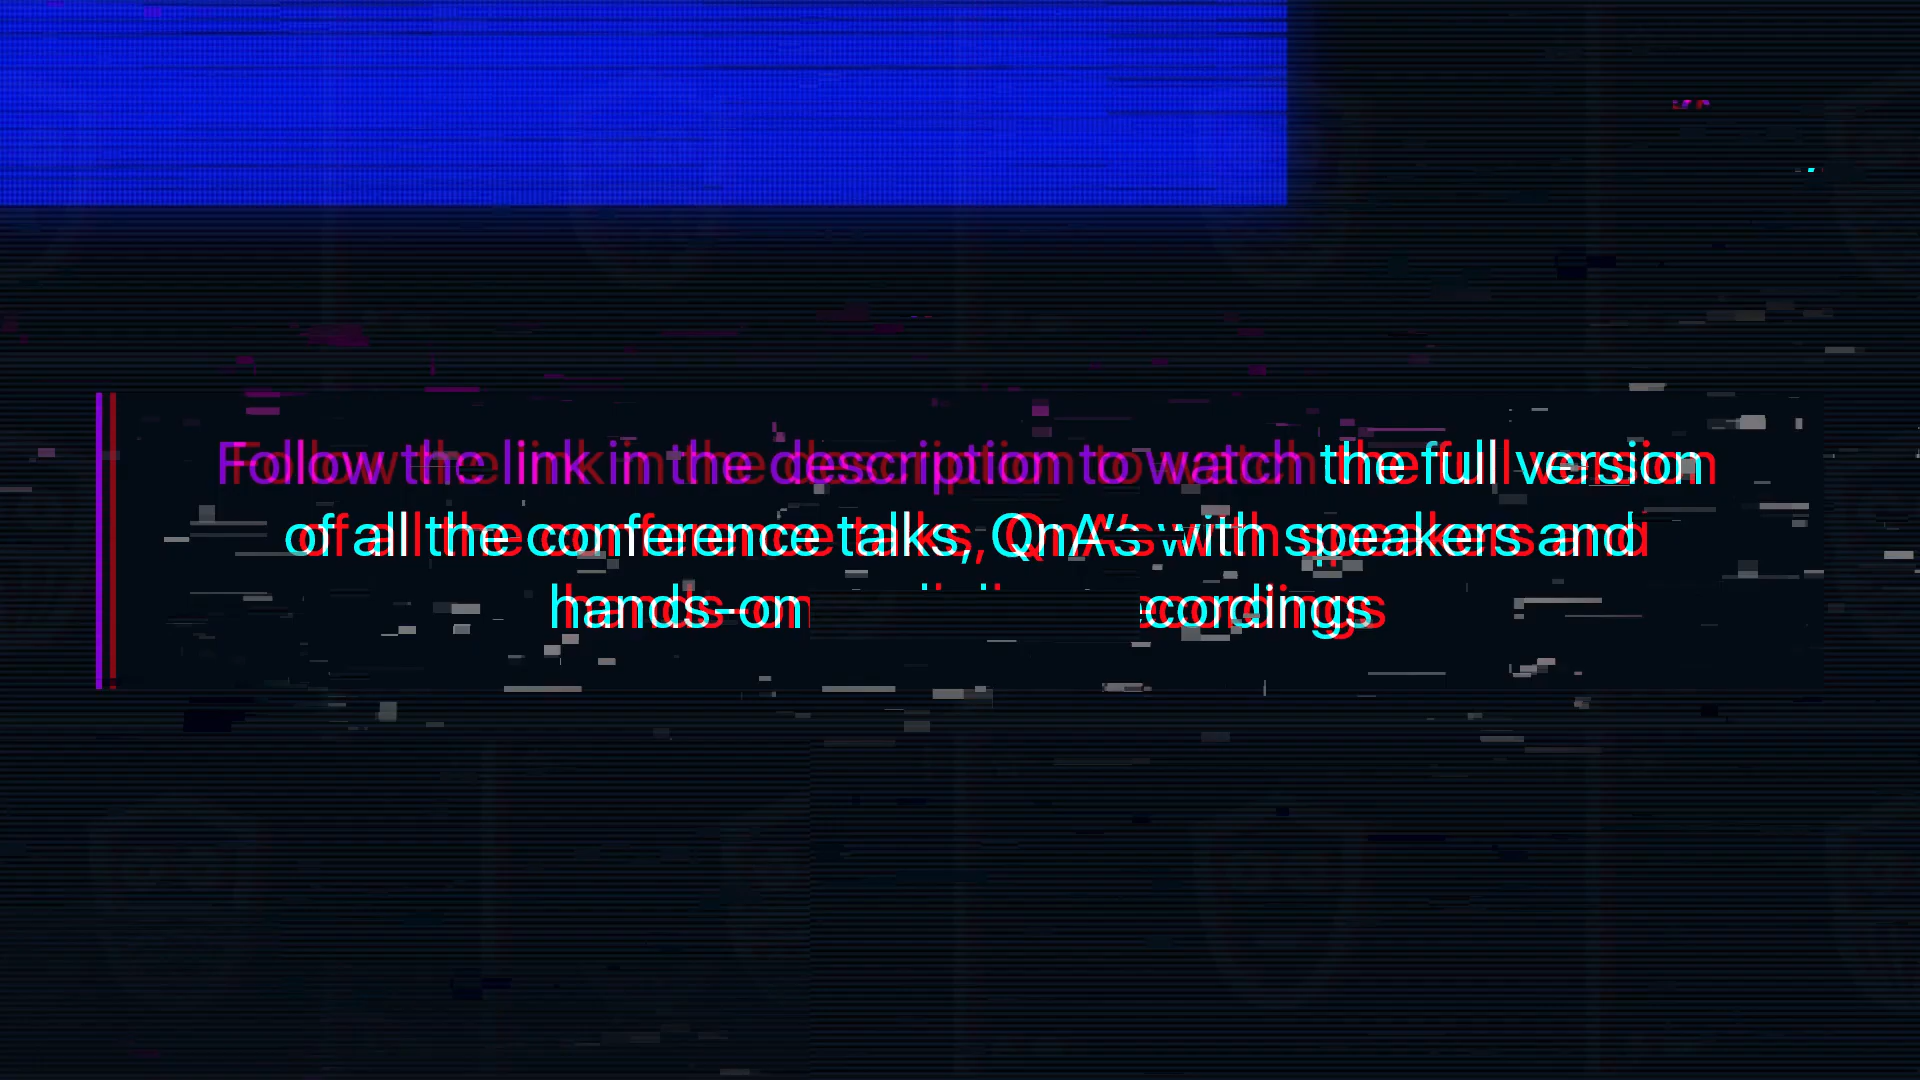 Follow the link in the description to watch the full version
of all the conference talks, QnA's with speakers and
hands-on